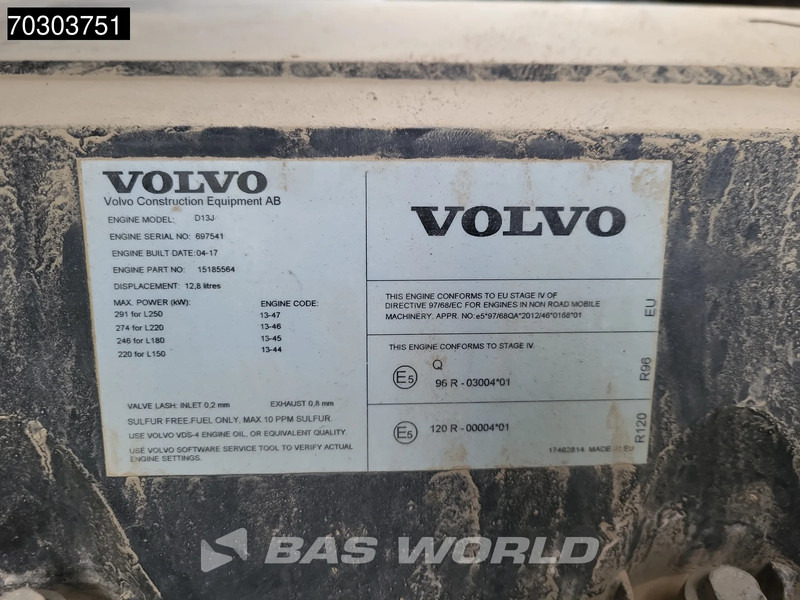 70303751
VOLVO
Volvo Construction Equipment AB
ENGINE MODEL: D13J
ENGINE SERIAL NO: 697541
ENGINE BUILT DATE:04-17
ENGINE PART NO: 15185564
DISPLACEMENT: 12,8 litres
MAX. POWER (kW): ENGINE CODE:
291 for L250 13-47
274 for L220 13-46
246 for L180 13-45
220 for L150 13-44
VALVE LASH: INLET 0,2 mm EXHAUST 0,8 mm
SULFUR FREE.FUEL ONLY, MAX 10 PPM SULFUR.
USE VOLVO VDS-4 ENGINE OIL, OR EQUIVALENT QUALITY.
USE VOLVO SOFTWARE SERVICE TOOL TO VERIFY ACTUAL
ENGINE SETTINGS.
VOLVO
THIS ENGINE CONFORMS TO EU STAGE IV OF
DIRECTIVE 97/68/EC FOR ENGINES IN NON ROAD MOBILE
MACHINERY. APPR. NO:e5*97/68QA*2012/46*0168*01
EU
THIS ENGINE CONFORMS TO STAGE IV
Q
E5 96 R - 03004*01
R96
E5 120 R - 00004*01
R120
17482814 MADE IN EU
BAS WORLD